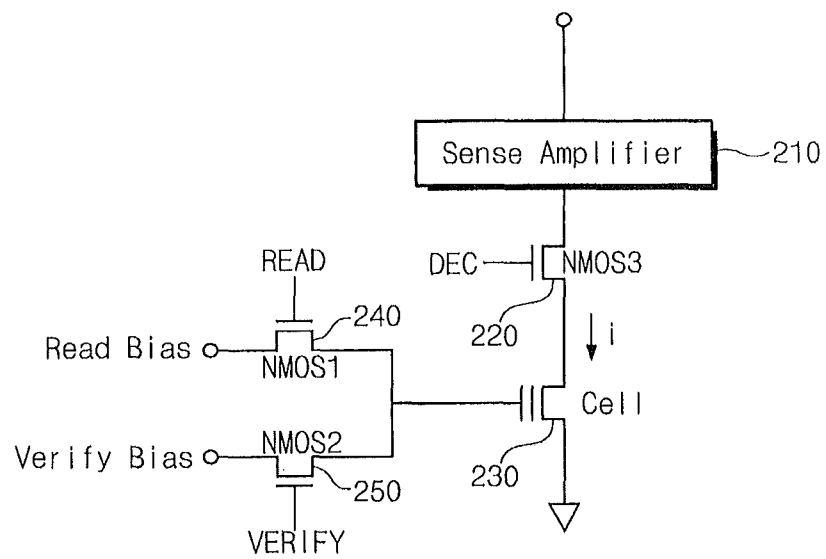 Sense Amplifier
210
READ
DEC
NMOS3
240
220
i
Read Bias
NMOS1
Cell
NMOS2
Verify Bias
250
230
VERIFY